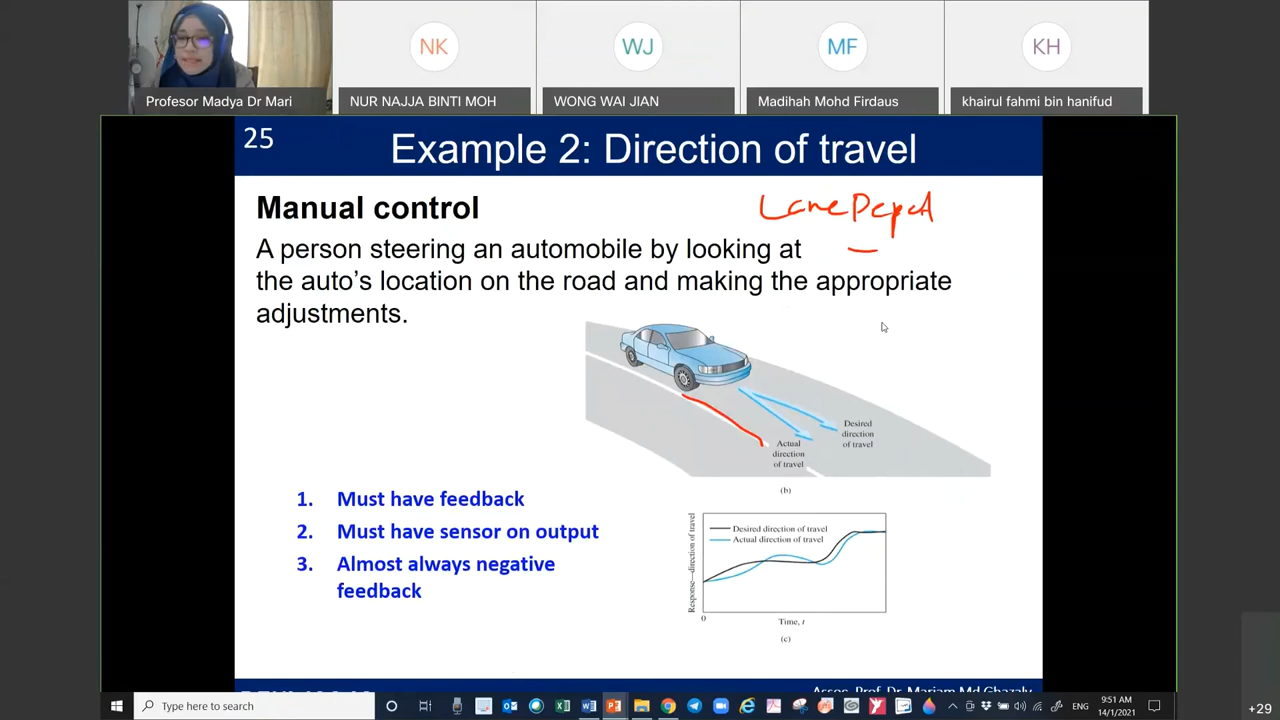 NK
WJ
MF
KH
Profesor Madya Dr Mari
NUR NAJJA BINTI MOH
WONG WAI JIAN
Madihah Mohd Firdaus
khairul fahmi bin hanifud
25
Example 2: Direction of travel
Manual control
Lane
A person steering an automobile by looking at
the auto’s location on the road and making the appropriate
adjustments.
Desired
direction
of travel
Actual
direction
of travel
(b)
1. Must have feedback
2. Must have sensor on output
3. Almost always negative
feedback
Response—direction of travel
Desired direction of travel
Actual direction of travel
0
Time, t
(c)
Assoc. Prof. Dr. Mariam Md Ghazaly
Type here to search
ENG
9:51 AM
14/1/2021
+29